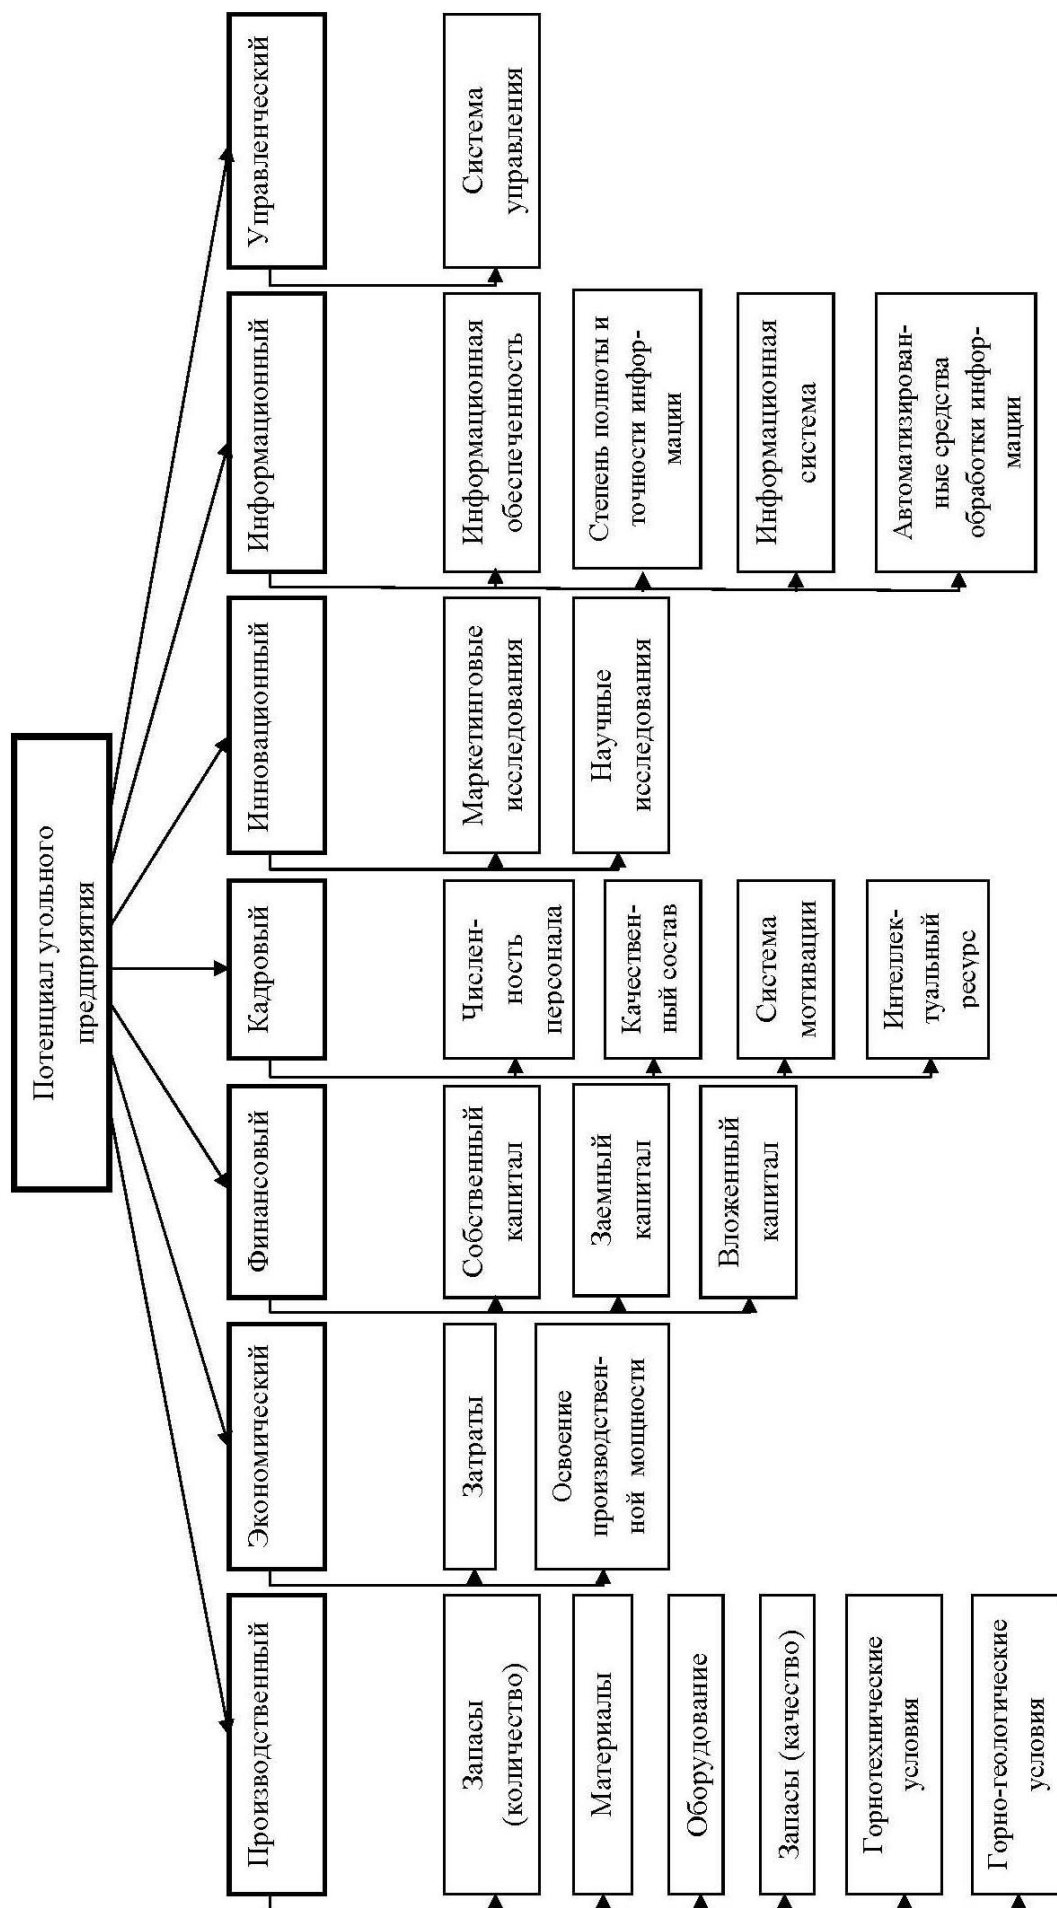 Потенциал угольного
предприятия
Производственный
Запасы
(количество)
Материалы
Оборудование
Запасы (качество)
Горнотехнические
условия
Горно-геологические
условия
Экономический
Затраты
Освоение
производствен-
ной мощности
Финансовый
Собственный
капитал
Заемный
капитал
Вложенный
капитал
Кадровый
Числен-
ность
персонала
Качествен-
ный состав
Система
мотивации
Интеллек-
туальный
ресурс
Инновационный
Маркетинговые
исследования
Научные
исследования
Информационный
Информационная
обеспеченность
Степень полноты и
точности инфор-
мации
Информационная
система
Автоматизирован-
ные средства
обработки инфор-
мации
Управленческий
Система
управления